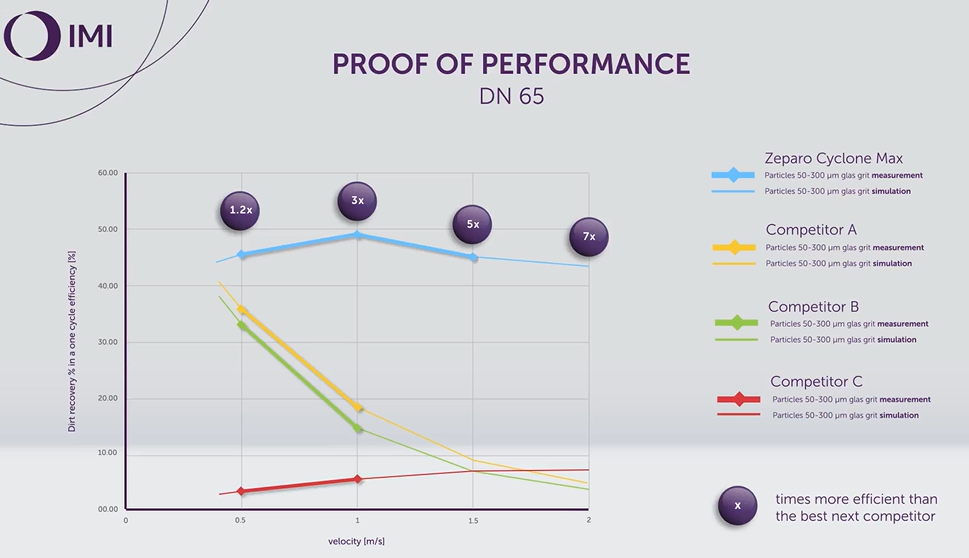 IMI
PROOF OF PERFORMANCE
DN 65
Dirt recovery % in a one cycle efficiency [%]
60.00
50.00
40.00
30.00
20.00
10.00
00.00
0
0.5
1
1.5
2
velocity [m/s]
1.2x
3x
5x
7x
Zeparo Cyclone Max
Particles 50-300 µm glas grit measurement
Particles 50-300 µm glas grit simulation
Competitor A
Particles 50-300 µm glas grit measurement
Particles 50-300 µm glas grit simulation
Competitor B
Particles 50-300 µm glas grit measurement
Particles 50-300 µm glas grit simulation
Competitor C
Particles 50-300 µm glas grit measurement
Particles 50-300 µm glas grit simulation
x
times more efficient than
the best next competitor